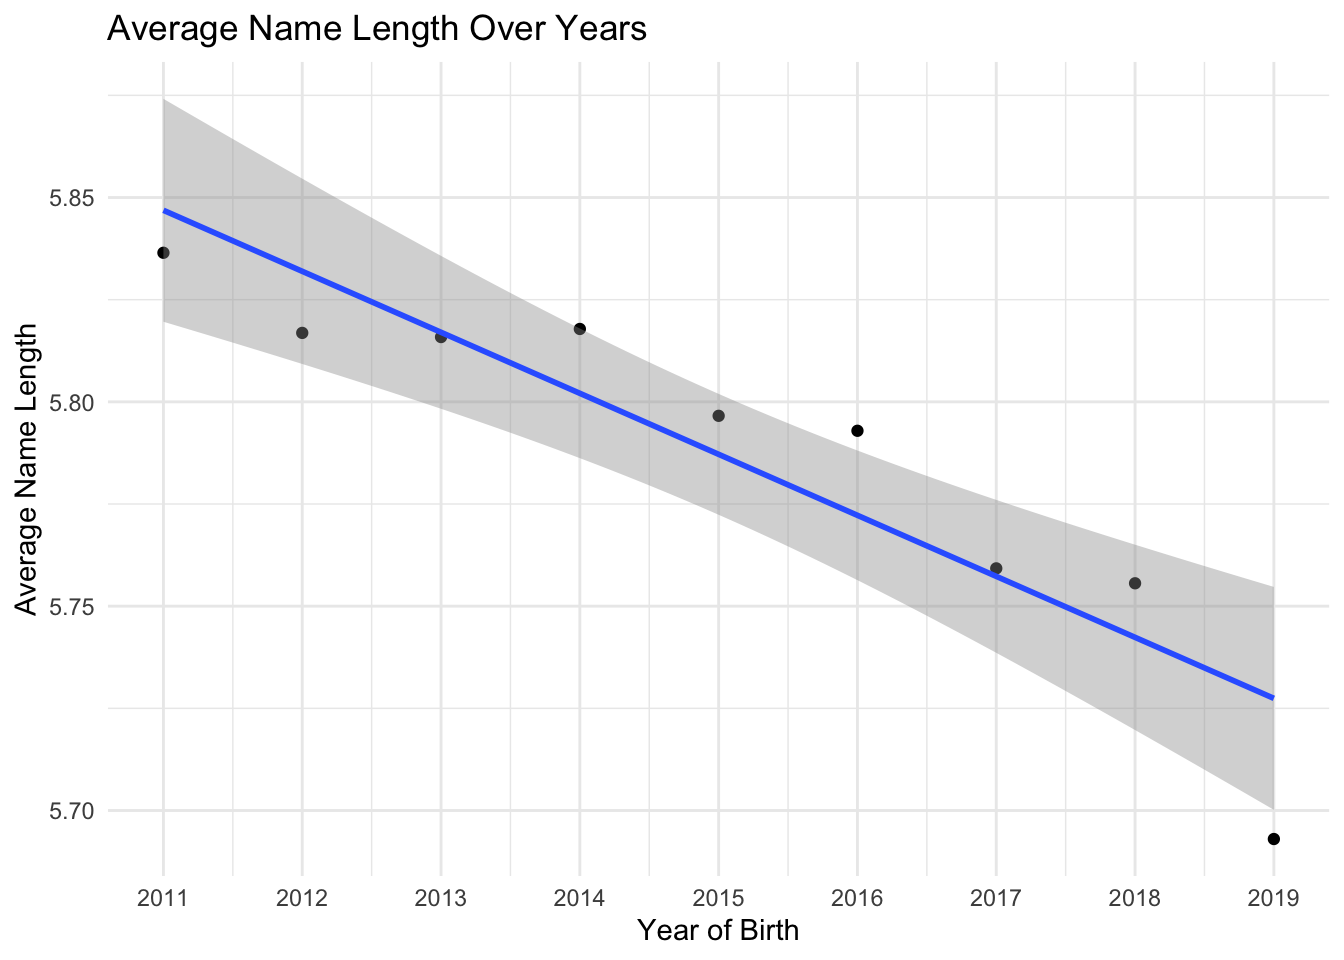 Average Name Length Over Years
Average Name Length
5.85
5.80
5.75
5.70
2011 2012 2013 2014 2015 2016 2017 2018 2019
Year of Birth